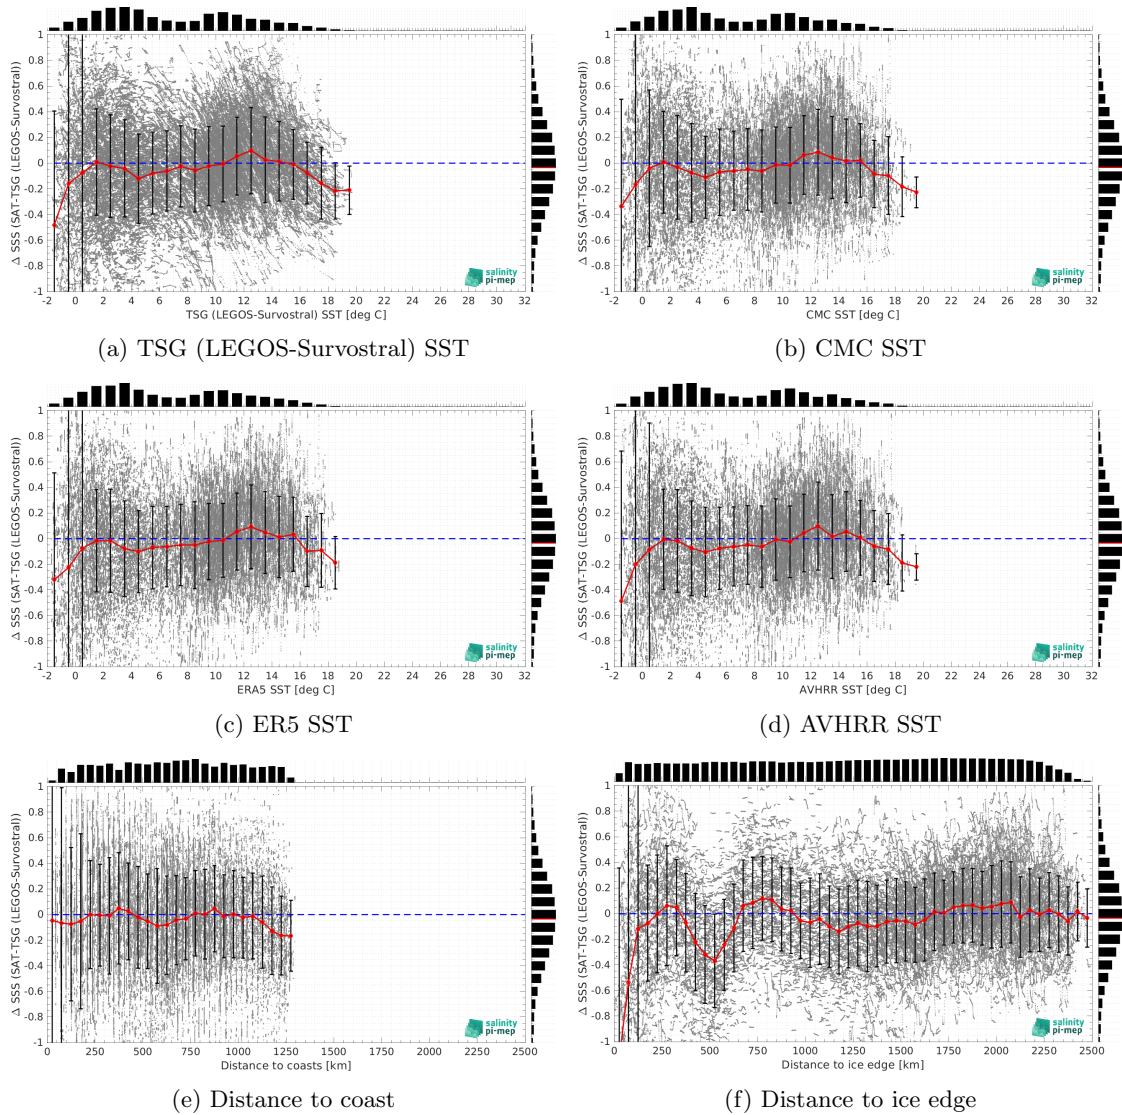 1
0.8
0.6
0.4
0.2
0
-0.2
-0.4
-0.6
-0.8
-1
Δ SSS (SAT-TSG (LEGOS-Survostral))
-2 0 2 4 6 8 10 12 14 16 18 20 22 24 26 28 30 32
TSG (LEGOS-Survostral) SST [deg C]
salinity
pi-mep
(a) TSG (LEGOS-Survostral) SST
1
0.8
0.6
0.4
0.2
0
-0.2
-0.4
-0.6
-0.8
-1
Δ SSS (SAT-TSG (LEGOS-Survostral))
-2 0 2 4 6 8 10 12 14 16 18 20 22 24 26 28 30 32
CMC SST [deg C]
salinity
pi-mep
(b) CMC SST
1
0.8
0.6
0.4
0.2
0
-0.2
-0.4
-0.6
-0.8
-1
Δ SSS (SAT-TSG (LEGOS-Survostral))
-2 0 2 4 6 8 10 12 14 16 18 20 22 24 26 28 30 32
ERA5 SST [deg C]
salinity
pi-mep
(c) ER5 SST
1
0.8
0.6
0.4
0.2
0
-0.2
-0.4
-0.6
-0.8
-1
Δ SSS (SAT-TSG (LEGOS-Survostral))
-2 0 2 4 6 8 10 12 14 16 18 20 22 24 26 28 30 32
AVHRR SST [deg C]
salinity
pi-mep
(d) AVHRR SST
1
0.8
0.6
0.4
0.2
0
-0.2
-0.4
-0.6
-0.8
-1
Δ SSS (SAT-TSG (LEGOS-Survostral))
0 250 500 750 1000 1250 1500 1750 2000 2250 2500
Distance to coasts [km]
salinity
pi-mep
(e) Distance to coast
1
0.8
0.6
0.4
0.2
0
-0.2
-0.4
-0.6
-0.8
-1
Δ SSS (SAT-TSG (LEGOS-Survostral))
0 250 500 750 1000 1250 1500 1750 2000 2250 2500
Distance to ice edge [km]
salinity
pi-mep
(f) Distance to ice edge